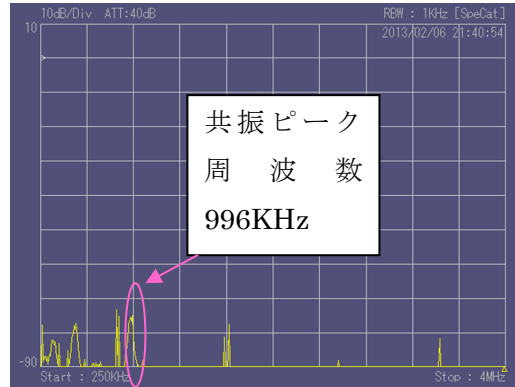 10dB/Div ATT:40dB
RBW : 1KHz [SpeCat]
10
2013/02/06 21:40:54
共振ピーク
周波数
996KHz
-90
Start : 250KHz
Stop : 4MHz